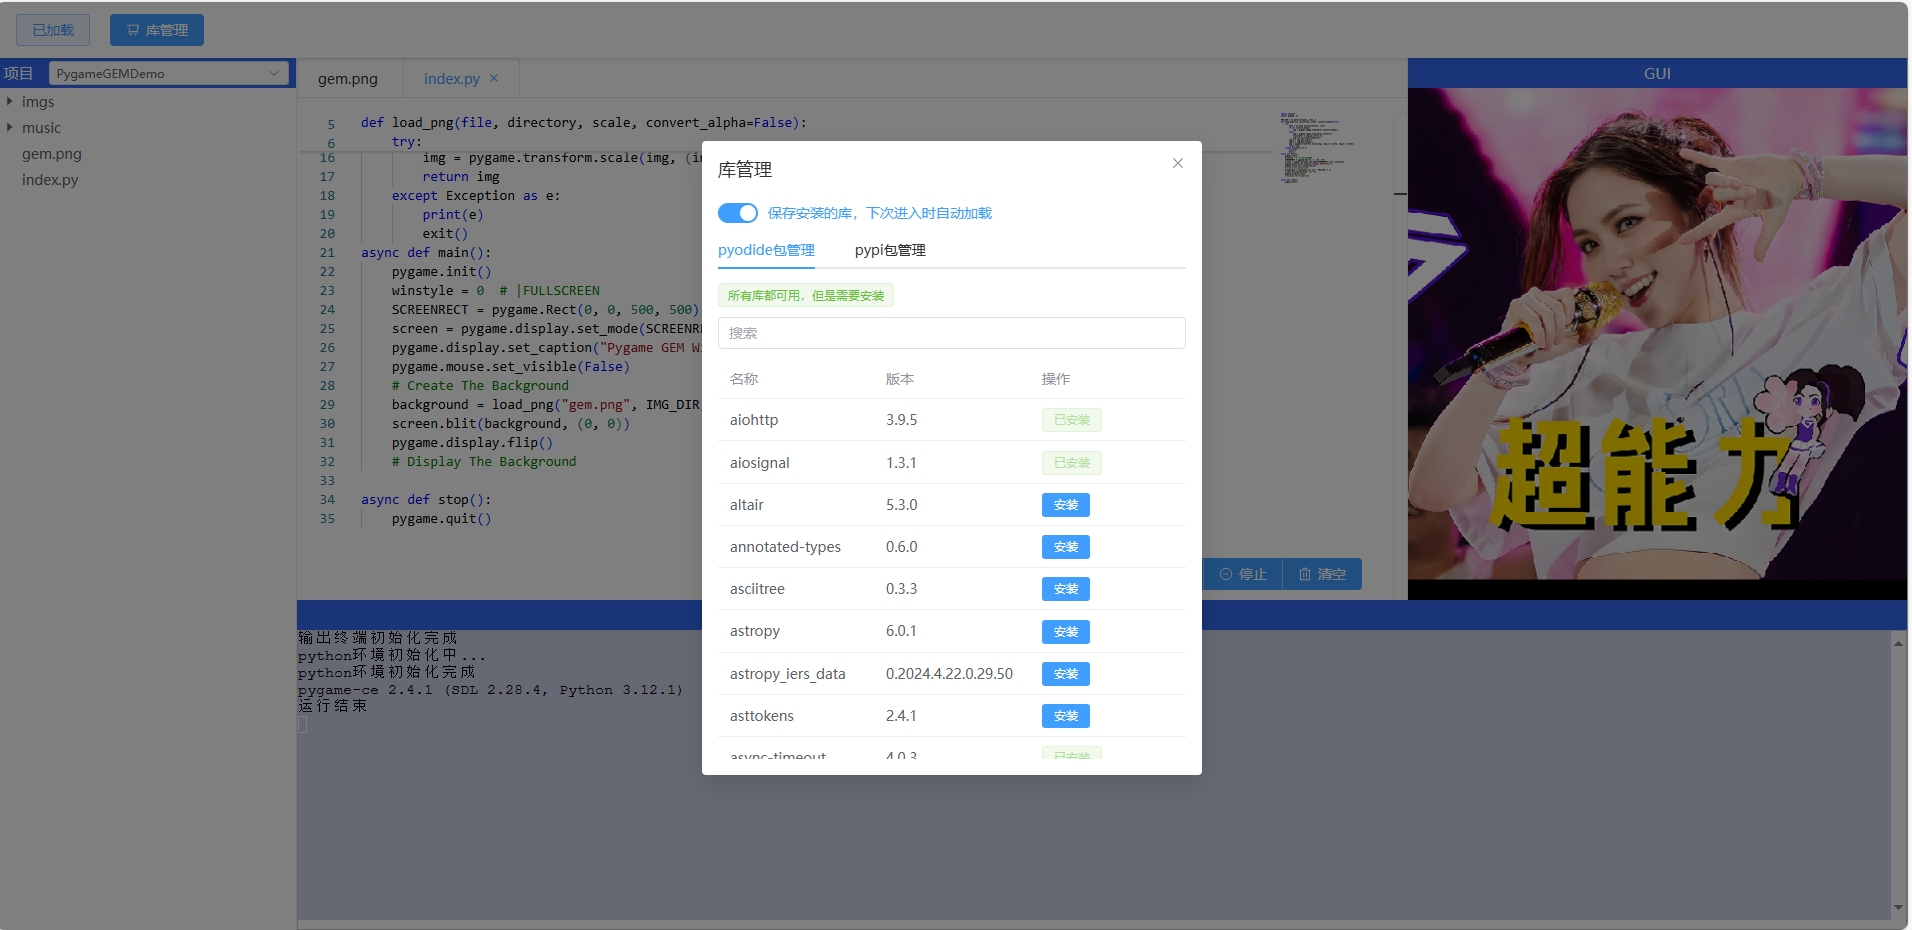 已加载
库管理
项目
PygameGEMDemo
imgs
music
gem.png
index.py
gem.png
index.py
5 def load_png(file, directory, scale, convert_alpha=False):
6 try:
16 img = pygame.transform.scale(img, (i
17 return img
18 except Exception as e:
19 print(e)
20 exit()
21 async def main():
22 pygame.init()
23 winstyle = 0 # |FULLSCREEN
24 SCREENRECT = pygame.Rect(0, 0, 500, 500)
25 screen = pygame.display.set_mode(SCREENR
26 pygame.display.set_caption("Pygame GEM W
27 pygame.mouse.set_visible(False)
28 # Create The Background
29 background = load_png("gem.png", IMG_DIR
30 screen.blit(background, (0, 0))
31 pygame.display.flip()
32 # Display The Background
33
34 async def stop():
35 pygame.quit()
停止
清空
输出终端初始化完成
python环境初始化中...
python环境初始化完成
pygame-ce 2.4.1 (SDL 2.28.4, Python 3.12.1)
运行结束
库管理
保存安装的库，下次进入时自动加载
pyodide包管理 pypi包管理
所有库都可用，但是需要安装
搜索
名称 版本 操作
aiohttp 3.9.5 已安装
aiosignal 1.3.1 已安装
altair 5.3.0 安装
annotated-types 0.6.0 安装
asciitree 0.3.3 安装
astropy 6.0.1 安装
astropy_iers_data 0.2024.4.22.0.29.50 安装
asttokens 2.4.1 安装
async-timeout 4.0.3 已安装
GUI
超能力